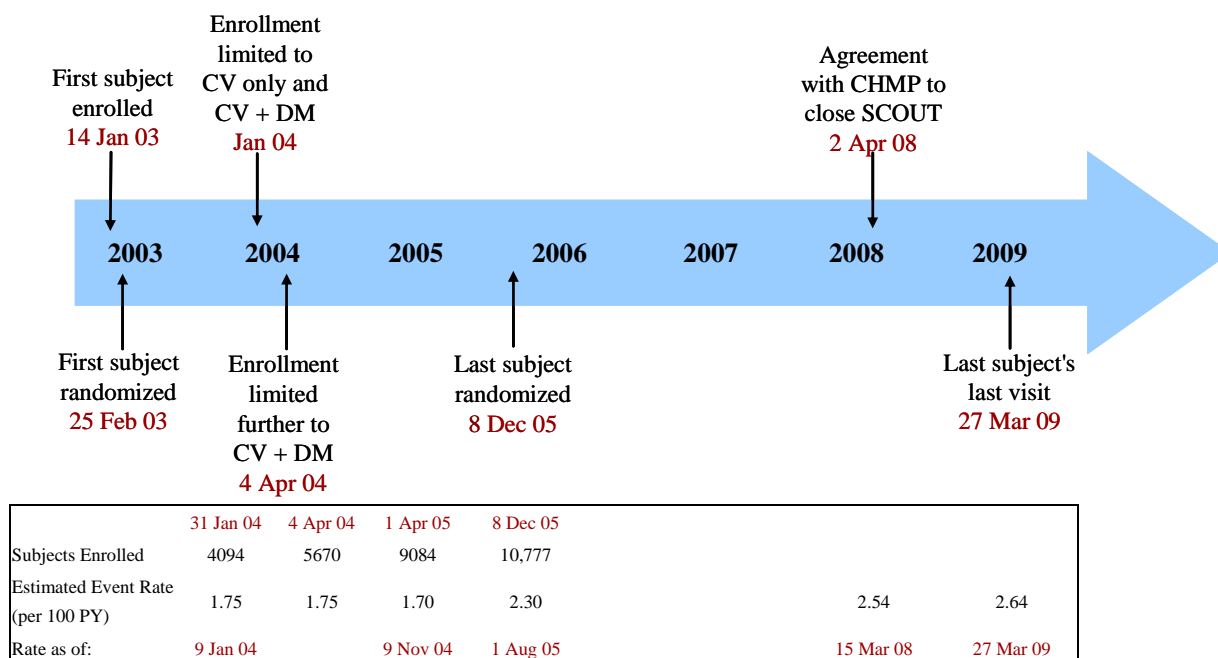 First subject
enrolled
14 Jan 03
Enrollment
limited to
CV only and
CV + DM
Jan 04
Agreement
with CHMP to
close SCOUT
2 Apr 08
2003 2004 2005 2006 2007 2008 2009
First subject
randomized
25 Feb 03
Enrollment
limited
further to
CV + DM
4 Apr 04
Last subject
randomized
8 Dec 05
Last subject's
last visit
27 Mar 09
31 Jan 04 4 Apr 04 1 Apr 05 8 Dec 05
Subjects Enrolled 4094 5670 9084 10,777
Estimated Event Rate
(per 100 PY) 1.75 1.75 1.70 2.30 2.54 2.64
Rate as of: 9 Jan 04 9 Nov 04 1 Aug 05 15 Mar 08 27 Mar 09